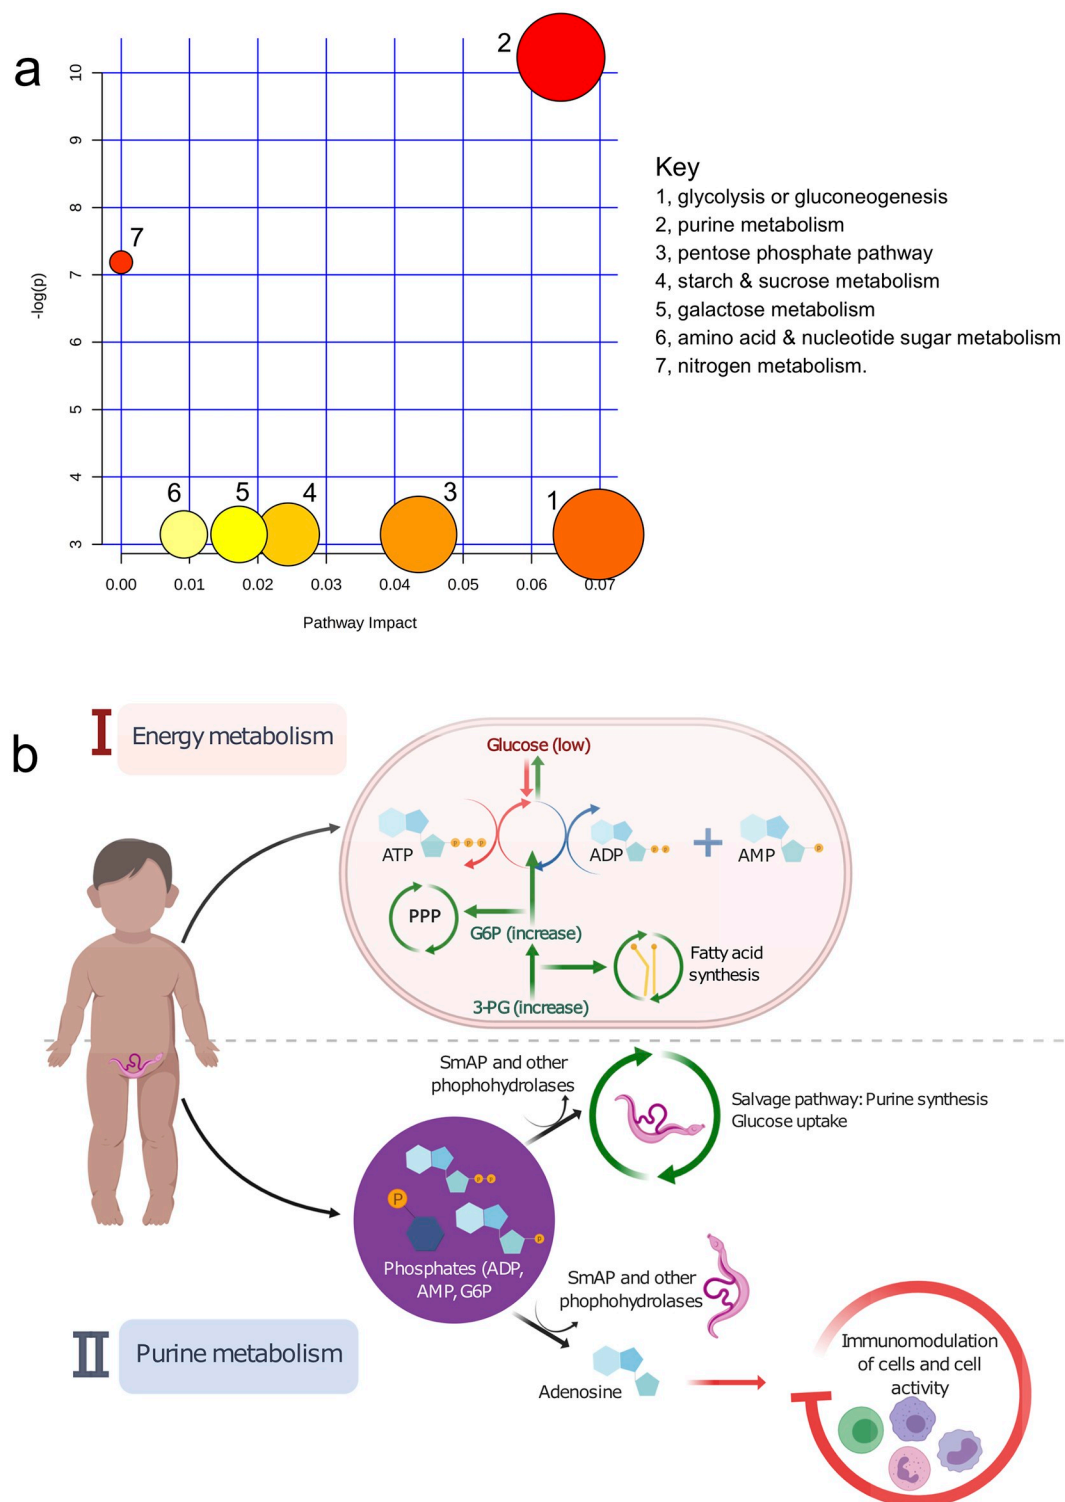 a
10
9
8
7
6
5
4
3
-log(p)
0.00 0.01 0.02 0.03 0.04 0.05 0.06 0.07
Pathway Impact
2
7
6
5
4
3
1
Key
1, glycolysis or gluconeogenesis
2, purine metabolism
3, pentose phosphate pathway
4, starch & sucrose metabolism
5, galactose metabolism
6, amino acid & nucleotide sugar metabolism
7, nitrogen metabolism.
b
I
Energy metabolism
Glucose (low)
ATP
P P P
ADP
P P
+
AMP
P
PPP
G6P (increase)
Fatty acid
synthesis
3-PG (increase)
SmAP and other
phophohydrolases
Salvage pathway: Purine synthesis
Glucose uptake
P P
P
P
Phosphates (ADP,
AMP, G6P
SmAP and other
phophohydrolases
Adenosine
Immunomodulation
of cells and cell
activity
II
Purine metabolism